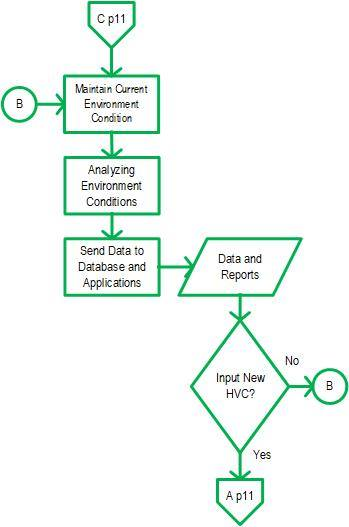 C p11
Maintain Current
Environment
Condition
B
Analyzing
Environment
Conditions
Send Data to
Database and
Applications
Data and
Reports
Input New
HVC?
No
B
Yes
A p11